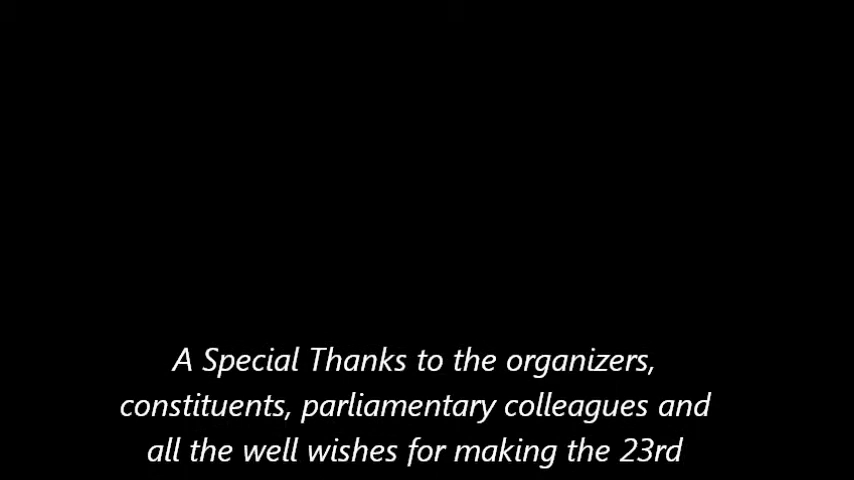 A Special Thanks to the organizers,
constituents, parliamentary colleagues and
all the well wishes for making the 23rd